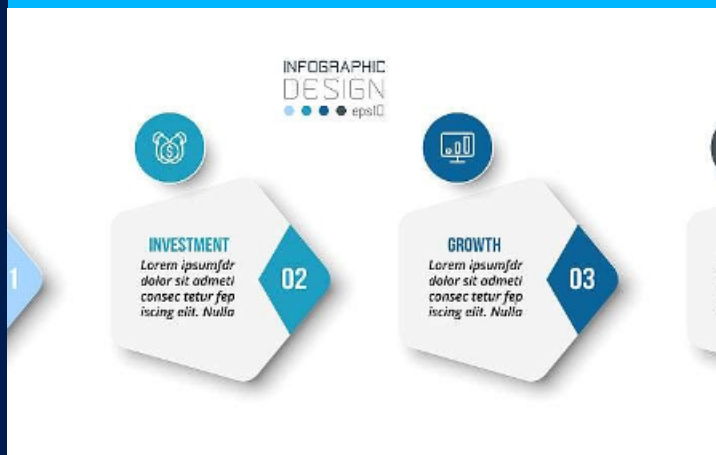 INFOGRAPHIC
DESIGN
eps10
1
INVESTMENT
Lorem ipsumfdr
dolor sit admeti
consec tetur fep
iscing elit. Nulla
02
GROWTH
Lorem ipsumfdr
dolor sit admeti
consec tetur fep
iscing elit. Nulla
03